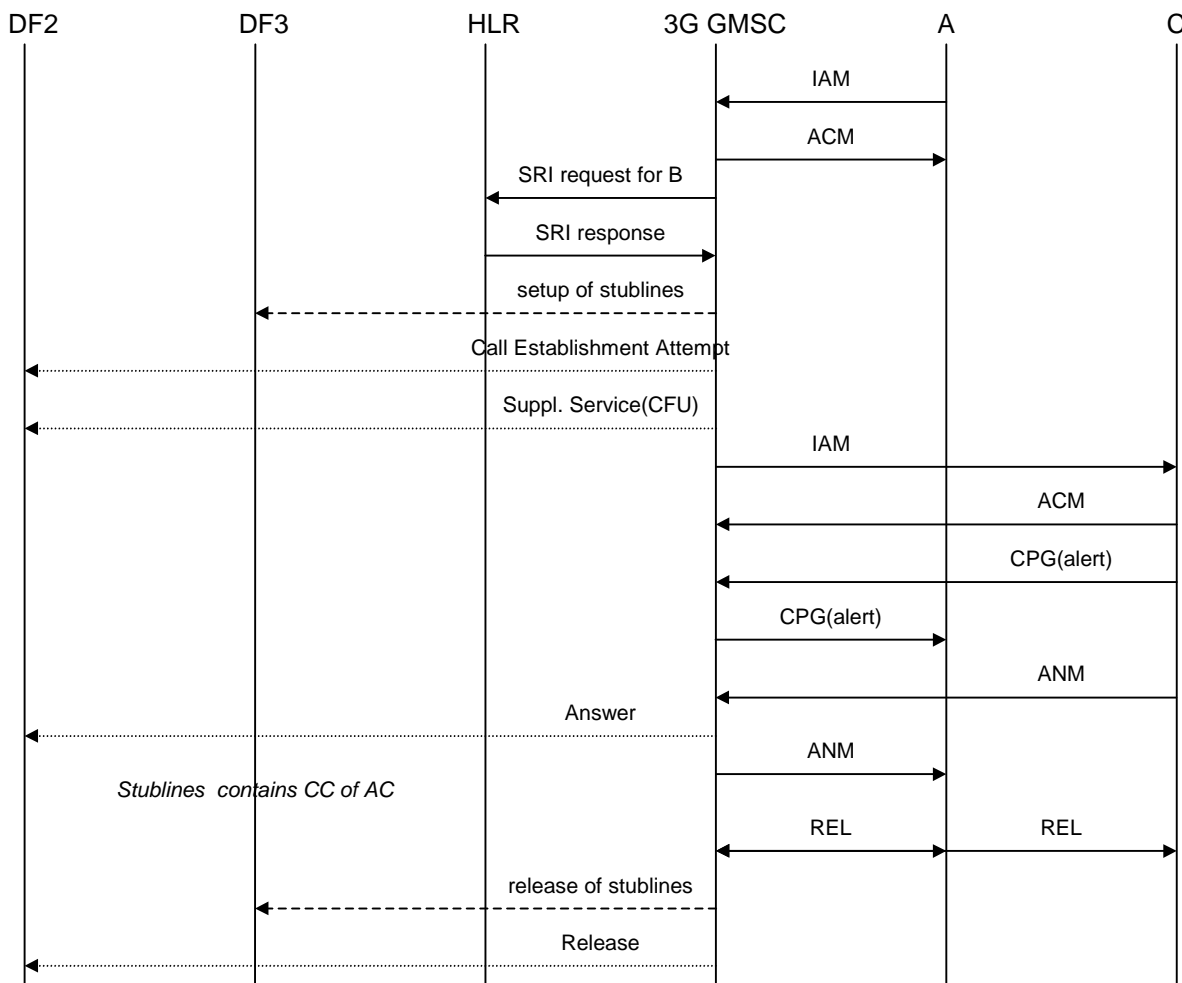 DF2 DF3 HLR 3G GMSC A C
IAM
ACM
SRI request for B
SRI response
setup of stublines
Call Establishment Attempt
Suppl. Service(CFU)
IAM
ACM
CPG(alert)
CPG(alert)
ANM
Answer
ANM
Stublines contains CC of AC
REL REL
release of stublines
Release